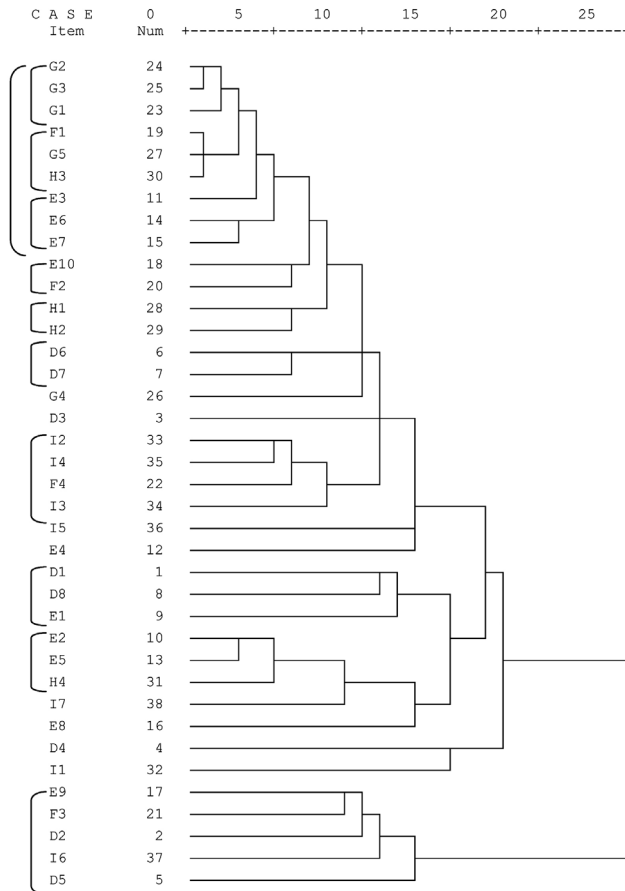 C A S E 0 5 10 15 20 25
Item Num +---------+---------+---------+---------+---------+
G2 24
G3 25
G1 23
F1 19
G5 27
H3 30
E3 11
E6 14
E7 15
E10 18
F2 20
H1 28
H2 29
D6 6
D7 7
G4 26
D3 3
I2 33
I4 35
F4 22
I3 34
I5 36
E4 12
D1 1
D8 8
E1 9
E2 10
E5 13
H4 31
I7 38
E8 16
D4 4
I1 32
E9 17
F3 21
D2 2
I6 37
D5 5